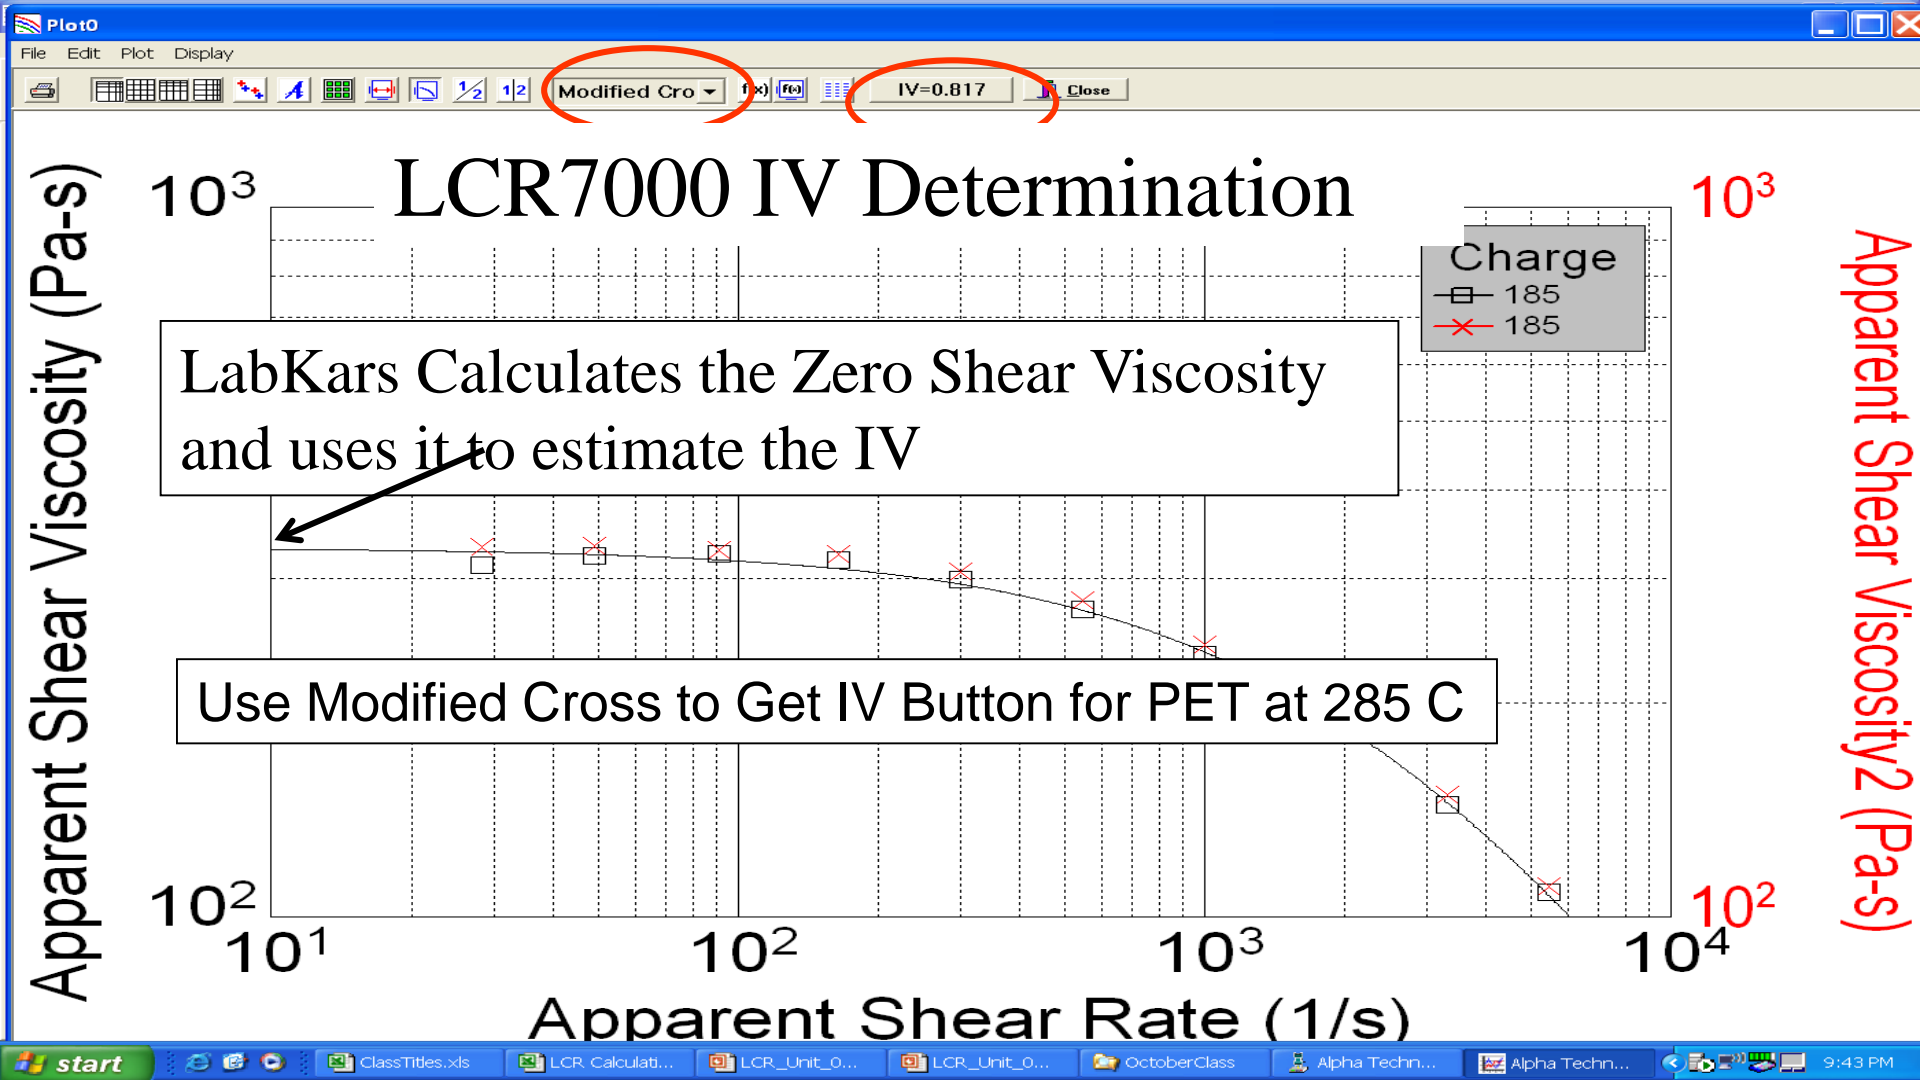 Plot0
File Edit Plot Display
Modified Cro
f(x)
IV=0.817
Close
LCR7000 IV Determination
10³
10³
Charge
185
185
LabKars Calculates the Zero Shear Viscosity
and uses it to estimate the IV
Use Modified Cross to Get IV Button for PET at 285 C
Apparent Shear Viscosity (Pa-s)
Apparent Shear Viscosity2 (Pa-s)
10²
10²
10¹ 10² 10³ 10⁴
Apparent Shear Rate (1/s)
start ClassTitles.xls LCR Calculati... LCR_Unit_0... LCR_Unit_0... OctoberClass Alpha Techn... Alpha Techn... 9:43 PM